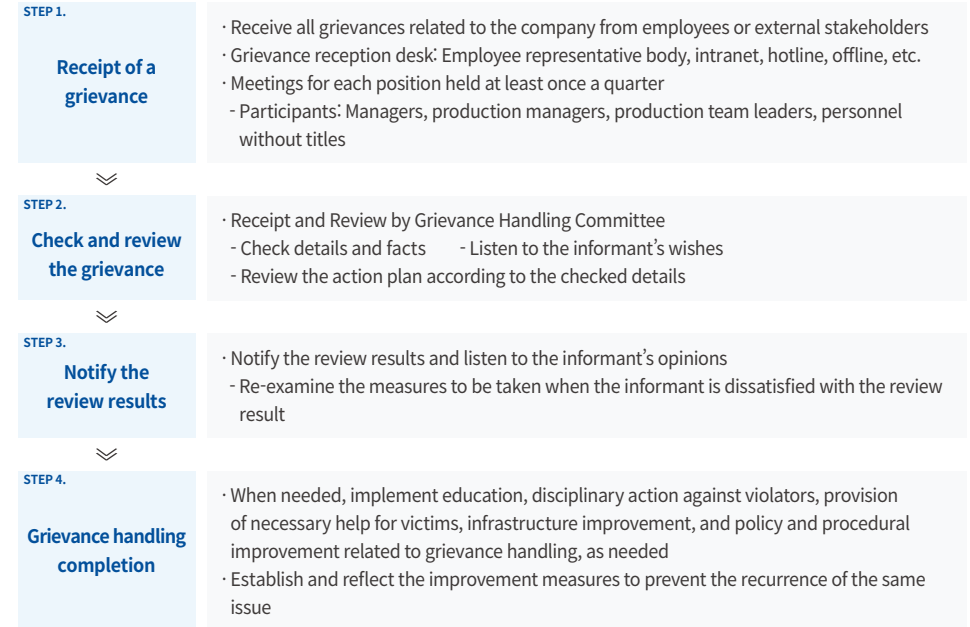 STEP 1.
Receipt of a
grievance
· Receive all grievances related to the company from employees or external stakeholders
· Grievance reception desk: Employee representative body, intranet, hotline, offline, etc.
· Meetings for each position held at least once a quarter
- Participants: Managers, production managers, production team leaders, personnel
without titles
STEP 2.
Check and review
the grievance
· Receipt and Review by Grievance Handling Committee
- Check details and facts - Listen to the informant’s wishes
- Review the action plan according to the checked details
STEP 3.
Notify the
review results
· Notify the review results and listen to the informant’s opinions
- Re-examine the measures to be taken when the informant is dissatisfied with the review
result
STEP 4.
Grievance handling
completion
· When needed, implement education, disciplinary action against violators, provision
of necessary help for victims, infrastructure improvement, and policy and procedural
improvement related to grievance handling, as needed
· Establish and reflect the improvement measures to prevent the recurrence of the same
issue